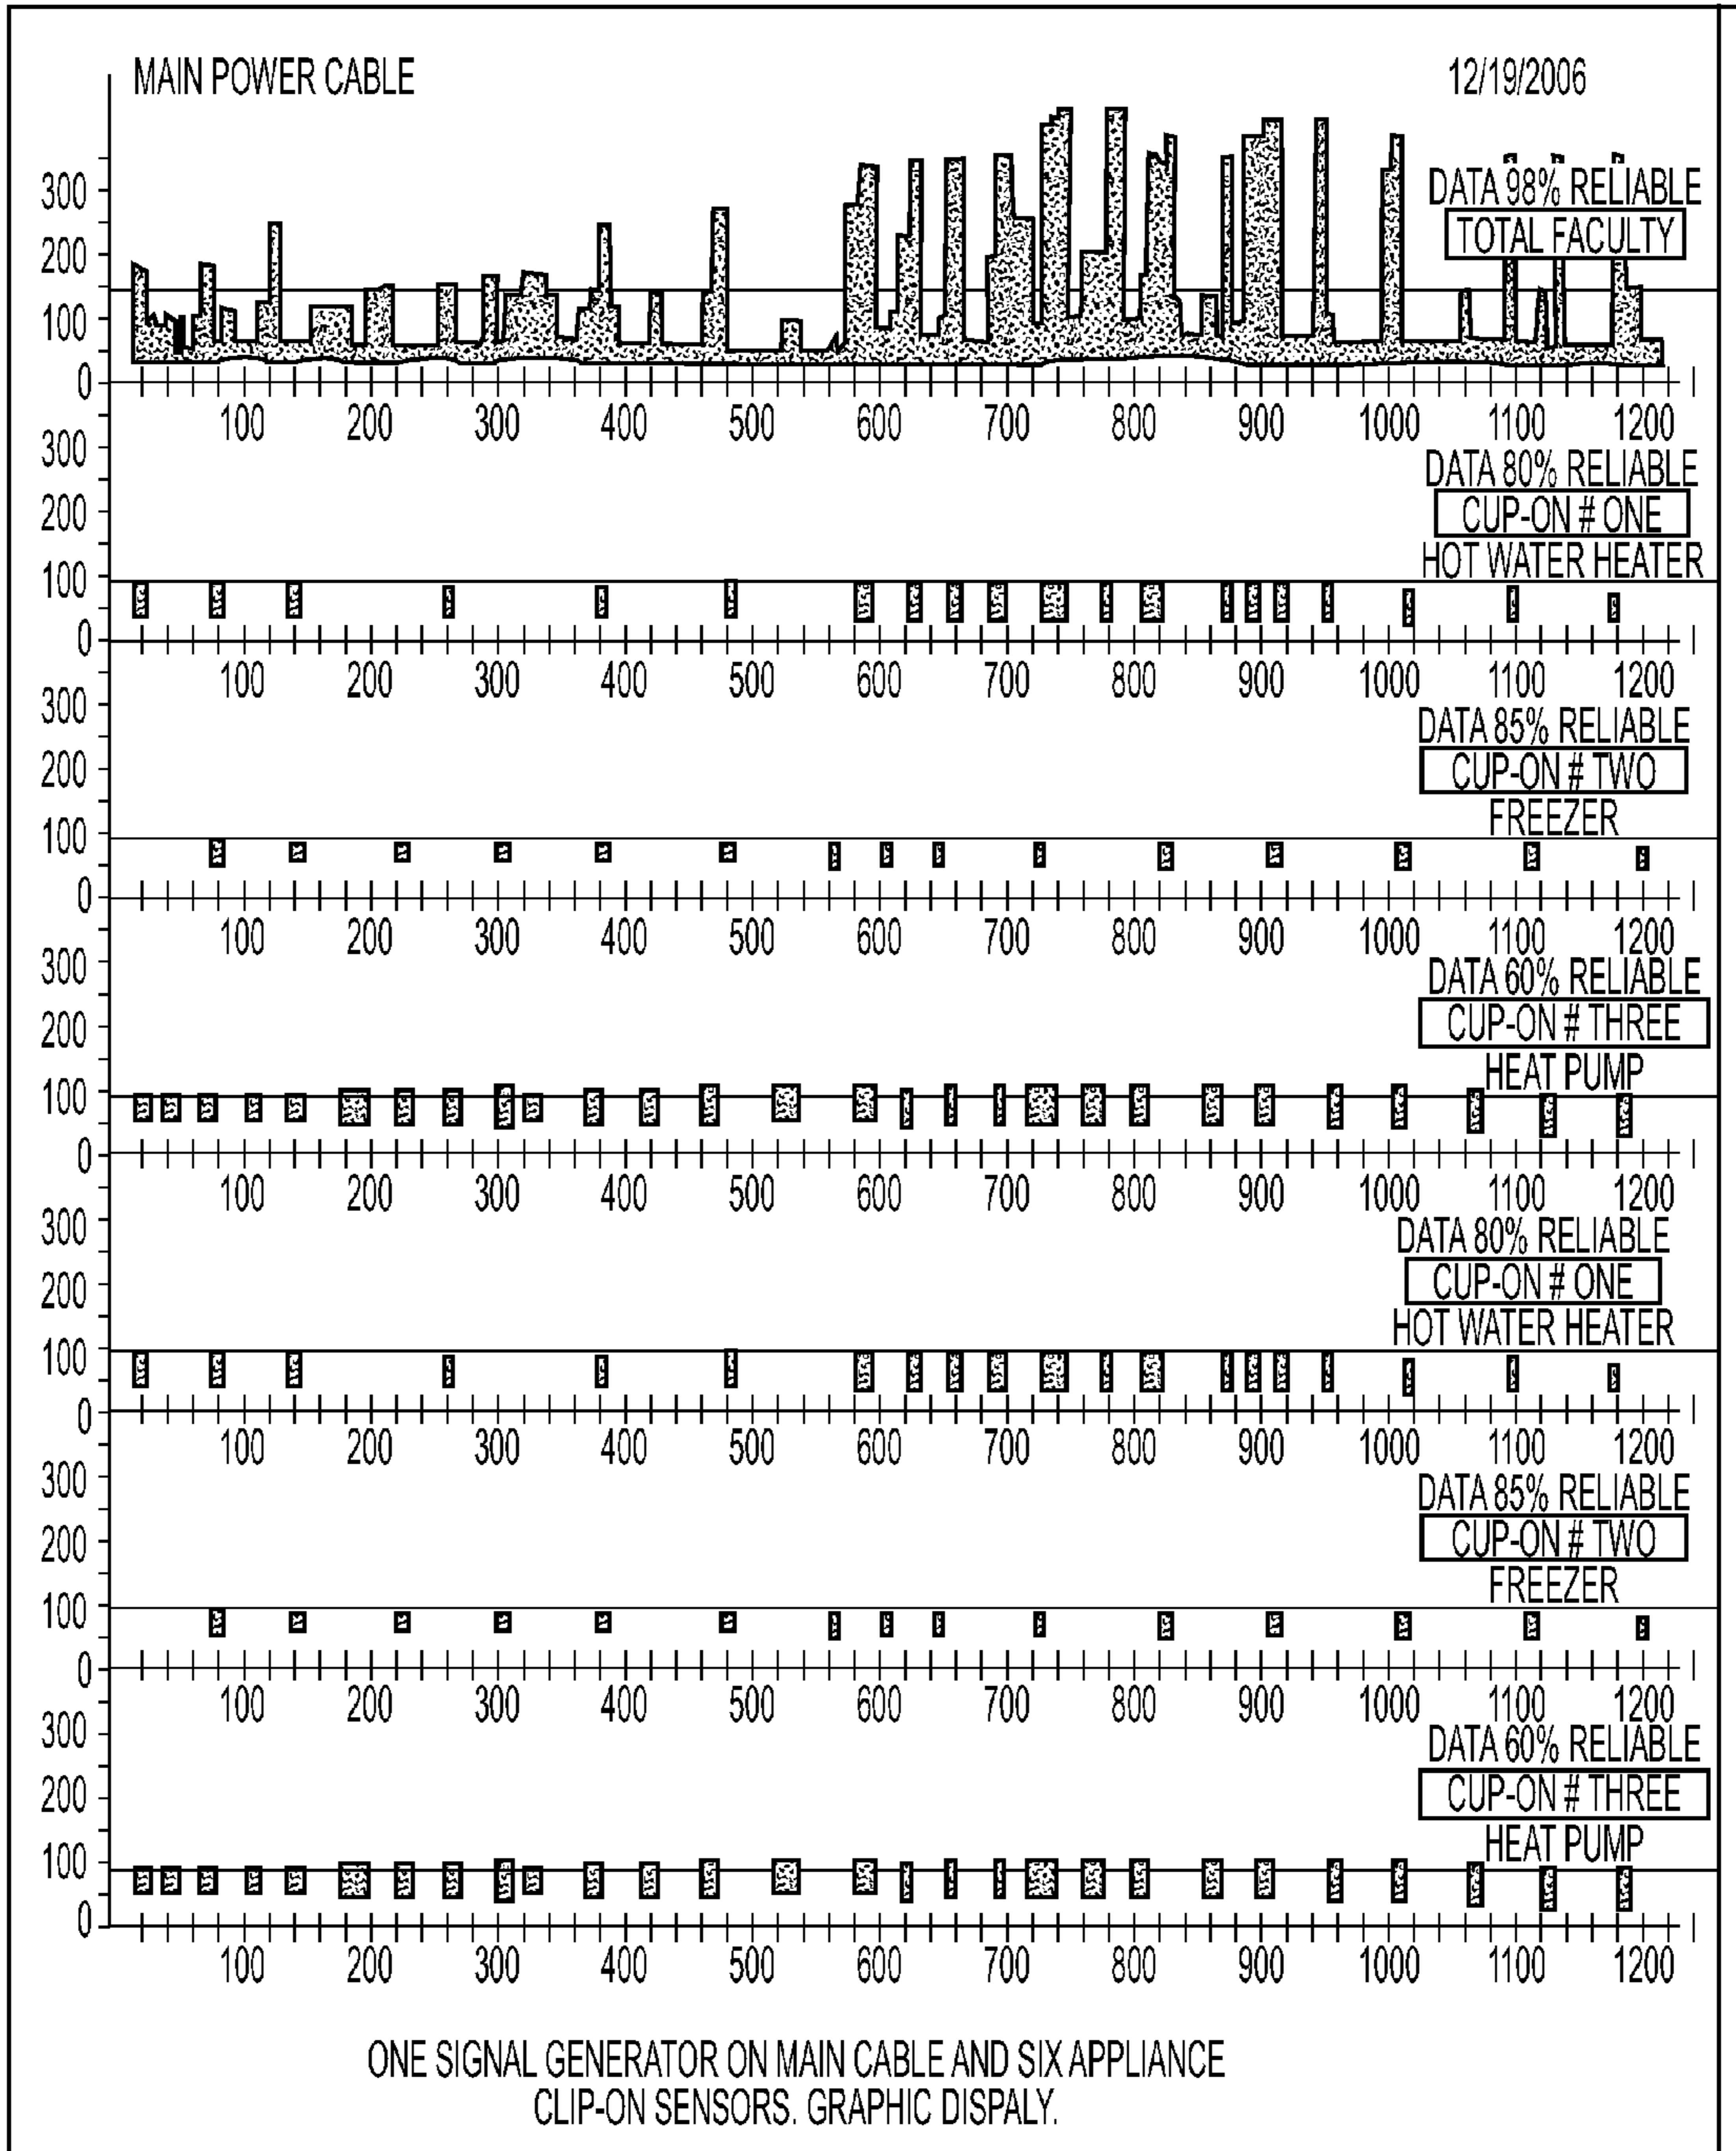 MAIN POWER CABLE 12/19/2006
300
DATA 98% RELIABLE
200
TOTAL FACULTY
100
0
100 200 300 400 500 600 700 800 900 1000 1100 1200
300
DATA 80% RELIABLE
200
CUP-ON # ONE
HOT WATER HEATER
100
0
100 200 300 400 500 600 700 800 900 1000 1100 1200
300
DATA 85% RELIABLE
200
CUP-ON # TWO
FREEZER
100
0
100 200 300 400 500 600 700 800 900 1000 1100 1200
300
DATA 60% RELIABLE
200
CUP-ON # THREE
HEAT PUMP
100
0
100 200 300 400 500 600 700 800 900 1000 1100 1200
300
DATA 80% RELIABLE
200
CUP-ON # ONE
HOT WATER HEATER
100
0
100 200 300 400 500 600 700 800 900 1000 1100 1200
300
DATA 85% RELIABLE
200
CUP-ON # TWO
FREEZER
100
0
100 200 300 400 500 600 700 800 900 1000 1100 1200
300
DATA 60% RELIABLE
200
CUP-ON # THREE
HEAT PUMP
100
0
100 200 300 400 500 600 700 800 900 1000 1100 1200
ONE SIGNAL GENERATOR ON MAIN CABLE AND SIX APPLIANCE
CLIP-ON SENSORS. GRAPHIC DISPALY.